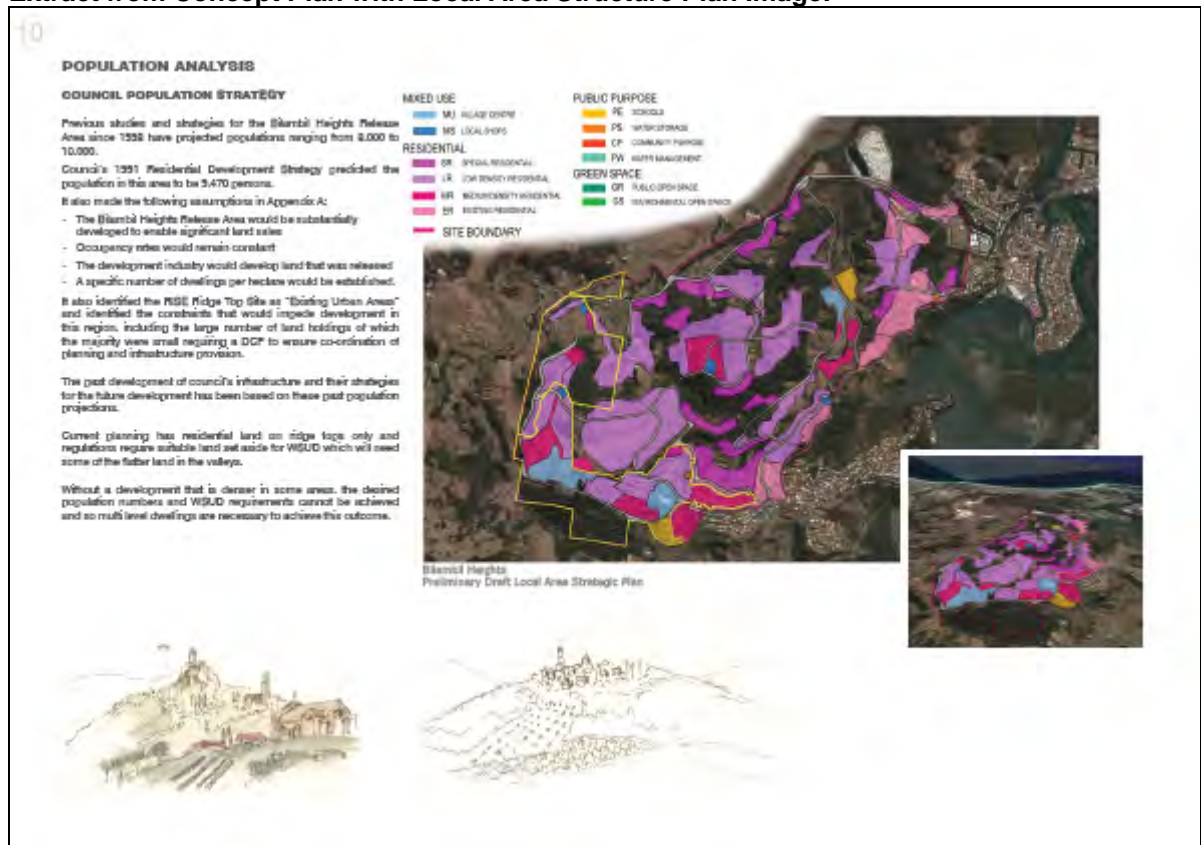 Extract from Concept Plan with Local Area Structure Plan image:
10
POPULATION ANALYSIS
COUNCIL POPULATION STRATEGY
Previous studies and strategies for the Bilambil Heights Release
Area since have projected populations ranging from 8.000 to
10.000.
Council's 1991 Residential Development Strategy predicted the
population in this area to be persons.
It also made the following assumptions in Appendix A:
- The Bilambil Heights Release Area would be substantially
developed to enable significant land sales
- Occupancy rates would remain constant
- The development industry would develop land that was released
- A specific number of dwellings per hectare would be established.
It also identified the RISE Ridge Top Site as "Existing Urban Areas"
and identified the constraints that would impede development in
this region, including the large number of land holdings of which
the majority were small requiring a DCP to ensure co-ordination of
planning and infrastructure provision.
The past development of council's infrastructure and their strategies
for the future development has been based on these past population
projections.
Current planning has residential land on ridge tops only and
regulations require suitable land set aside for WSUD which will need
some of the flatter land in the valleys.
Without a development that is denser in some areas, the desired
population numbers and WSUD requirements cannot be achieved
and so multi level dwellings are necessary to achieve this outcome.
MIXED USE
MU VILLAGE CENTRE
MS LOCAL SHOPS
RESIDENTIAL
SR SPECIAL RESIDENTIAL
LR LOW DENSITY RESIDENTIAL
MR MEDIUM DENSITY RESIDENTIAL
ER EXISTING RESIDENTIAL
SITE BOUNDARY
PUBLIC PURPOSE
PE SCHOOLS
PS WATER STORAGE
CP COMMUNITY PURPOSE
PW WATER MANAGEMENT
GREEN SPACE
PUBLIC OPEN SPACE
ENVIRONMENTAL OPEN SPACE
Bilambil Heights
Preliminary Draft Local Area Strategic Plan